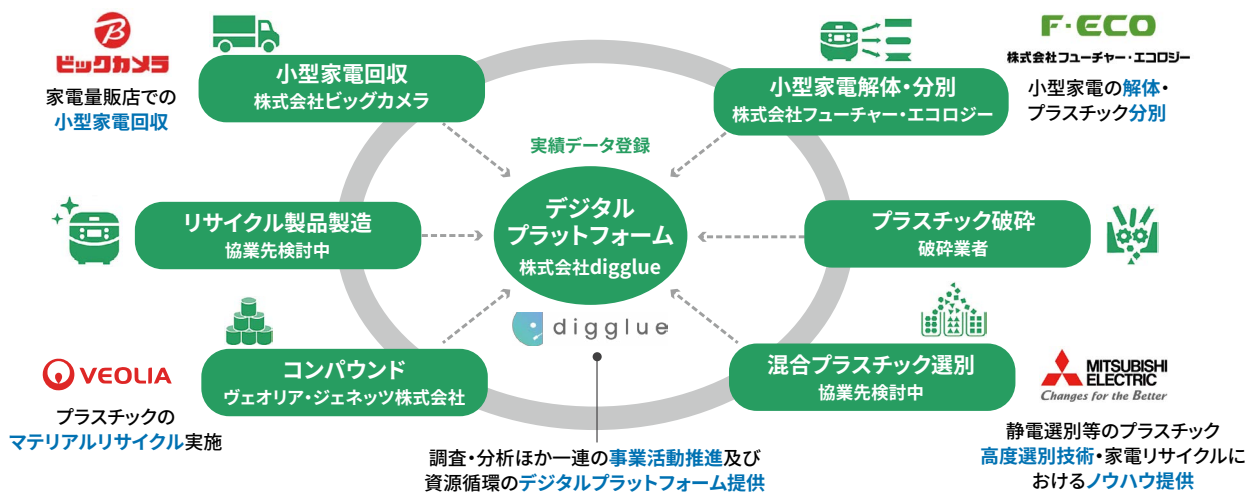 ビックカメラ
家電量販店での
小型家電回収
小型家電回収
株式会社ビッグカメラ
小型家電解体・分別
株式会社フューチャー・エコロジー
F・ECO
株式会社フューチャー・エコロジー
小型家電の解体・
プラスチック分別
実績データ登録
デジタル
プラットフォーム
株式会社digglue
リサイクル製品製造
協業先検討中
プラスチック破砕
破砕業者
digglue
VEOLIA
プラスチックの
マテリアルリサイクル実施
コンパウンド
ヴェオリア・ジェネッツ株式会社
混合プラスチック選別
協業先検討中
MITSUBISHI
ELECTRIC
Changes for the Better
静電選別等のプラスチック
高度選別技術・家電リサイクルに
おけるノウハウ提供
調査・分析ほか一連の事業活動推進及び
資源循環のデジタルプラットフォーム提供